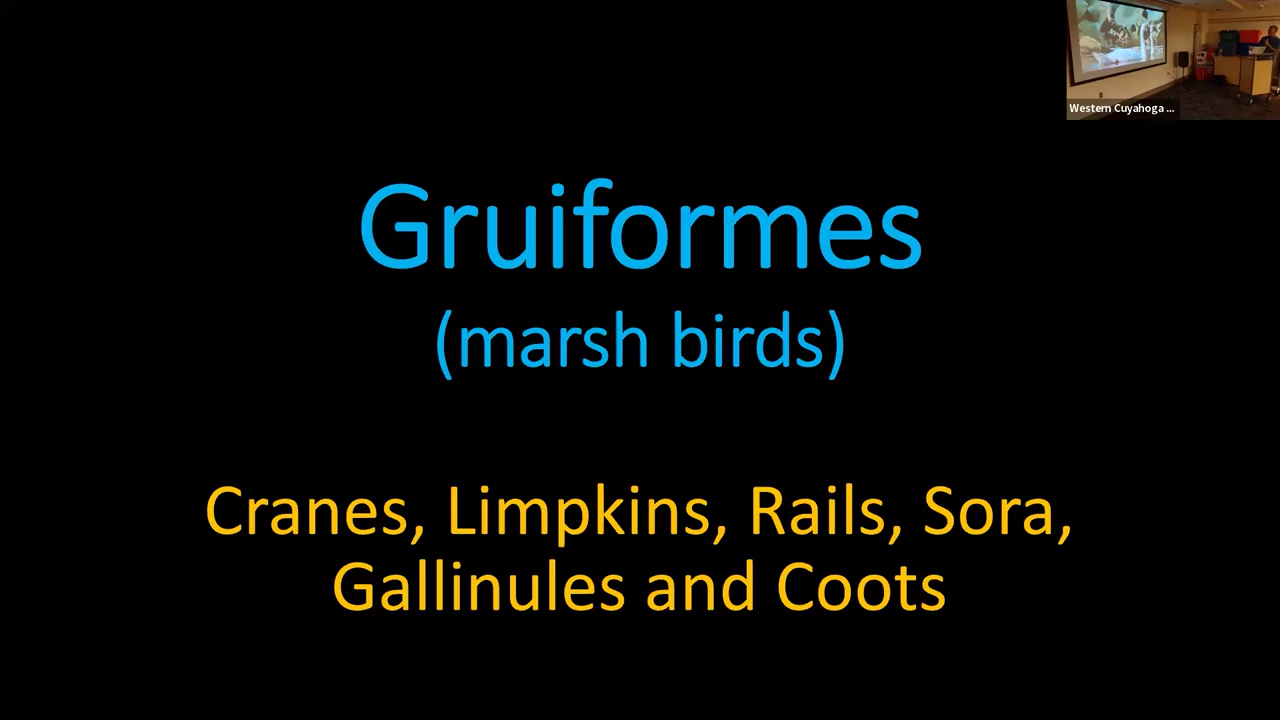 Western Cuyahoga ...
Gruiformes
(marsh birds)
Cranes, Limpkins, Rails, Sora,
Gallinules and Coots